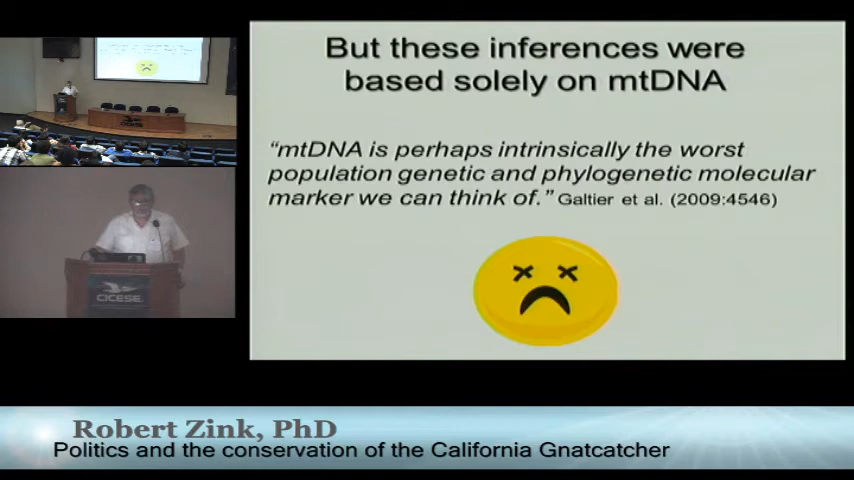 But these inferences were
based solely on mtDNA
"mtDNA is perhaps intrinsically the worst
population genetic and phylogenetic molecular
marker we can think of." Galtier et al. (2009:4546)
CICESE
Robert Zink, PhD
Politics and the conservation of the California Gnatcatcher